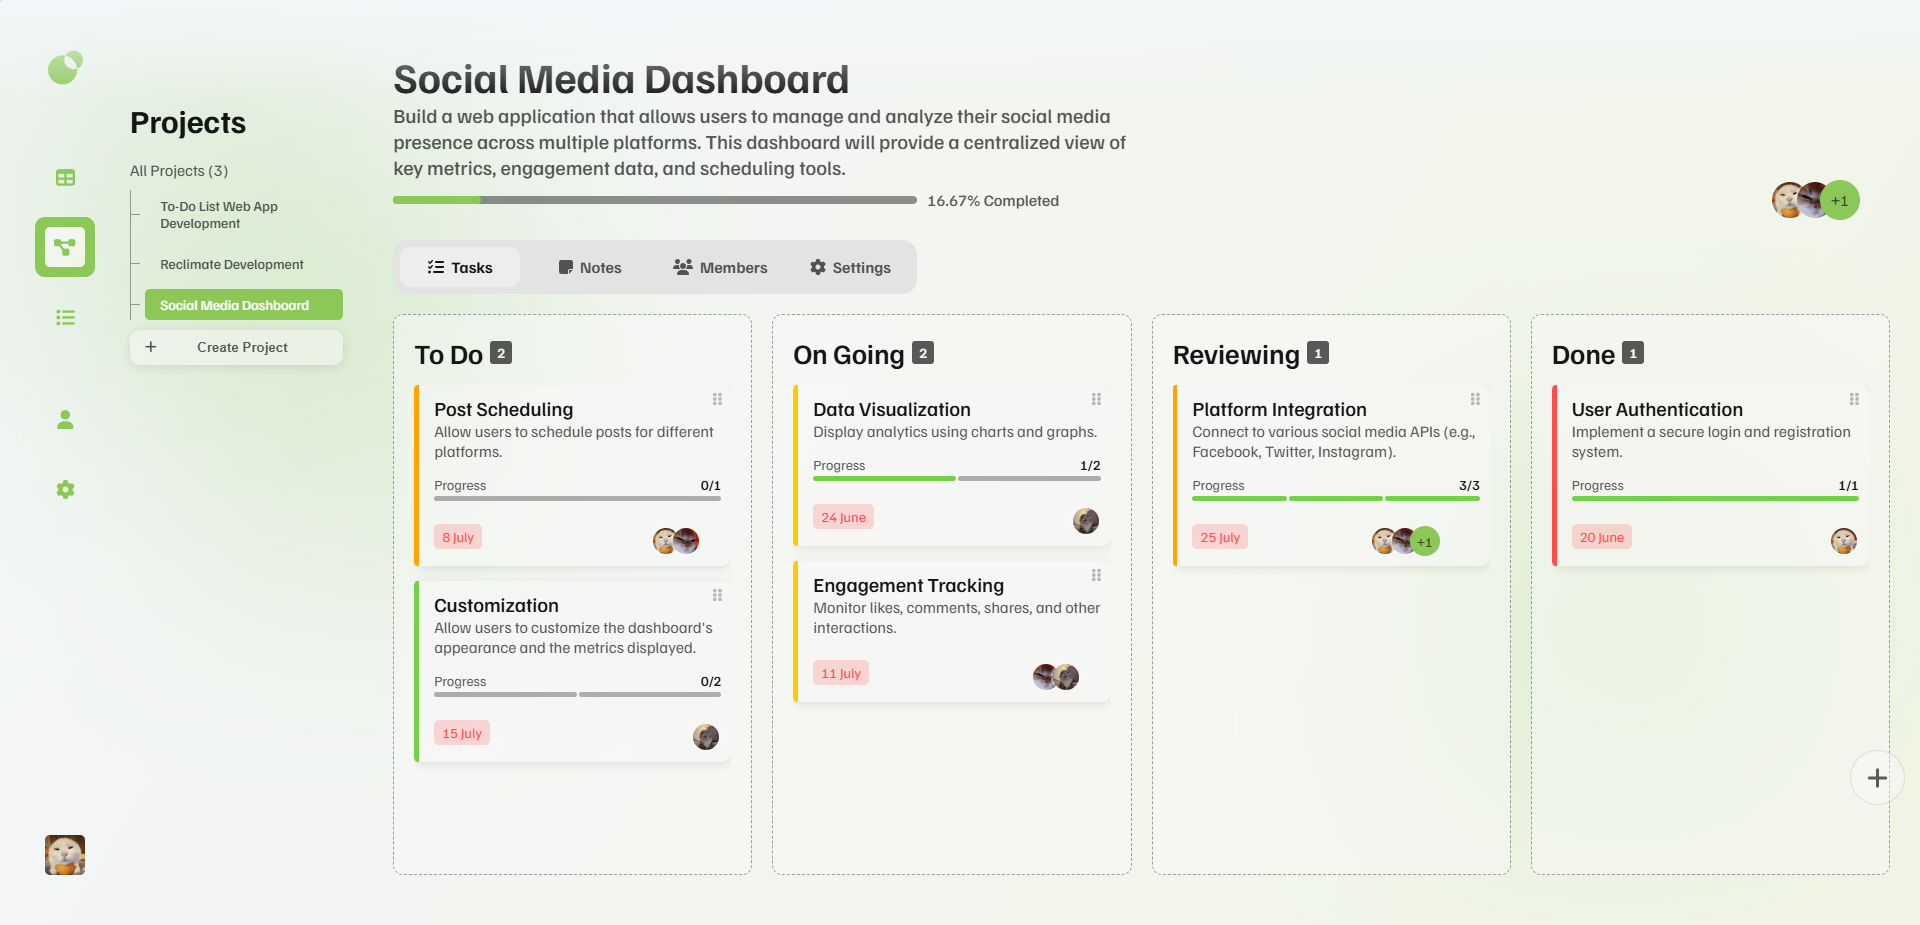 Projects
All Projects (3)
To-Do List Web App
Development
Reclimate Development
Social Media Dashboard
Create Project
Social Media Dashboard
Build a web application that allows users to manage and analyze their social media
presence across multiple platforms. This dashboard will provide a centralized view of
key metrics, engagement data, and scheduling tools.
16.67% Completed
+1
Tasks
Notes
Members
Settings
To Do 2
Post Scheduling
Allow users to schedule posts for different
platforms.
Progress 0/1
8 July
Customization
Allow users to customize the dashboard's
appearance and the metrics displayed.
Progress 0/2
15 July
On Going 2
Data Visualization
Display analytics using charts and graphs.
Progress 1/2
24 June
Engagement Tracking
Monitor likes, comments, shares, and other
interactions.
11 July
Reviewing 1
Platform Integration
Connect to various social media APIs (e.g.,
Facebook, Twitter, Instagram).
Progress 3/3
25 July
+1
Done 1
User Authentication
Implement a secure login and registration
system.
Progress 1/1
20 June